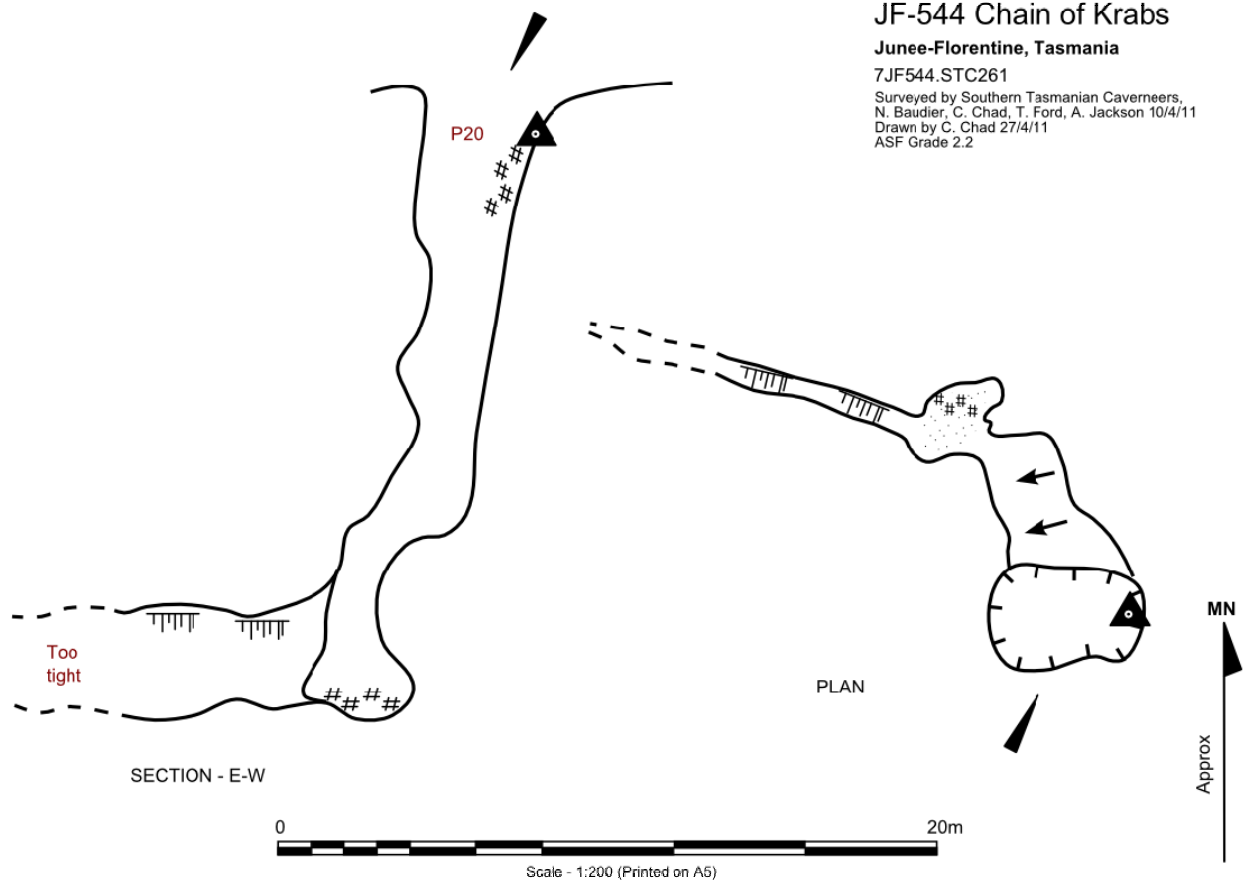 JF-544 Chain of Krabs
Junee-Florentine, Tasmania
7JF544.STC261
Surveyed by Southern Tasmanian Caverneers,
N. Baudier, C. Chad, T. Ford, A. Jackson 10/4/11
Drawn by C. Chad 27/4/11
ASF Grade 2.2
P20
MN
Too
tight
PLAN
Approx
SECTION - E-W
0
20m
Scale - 1:200 (Printed on A5)